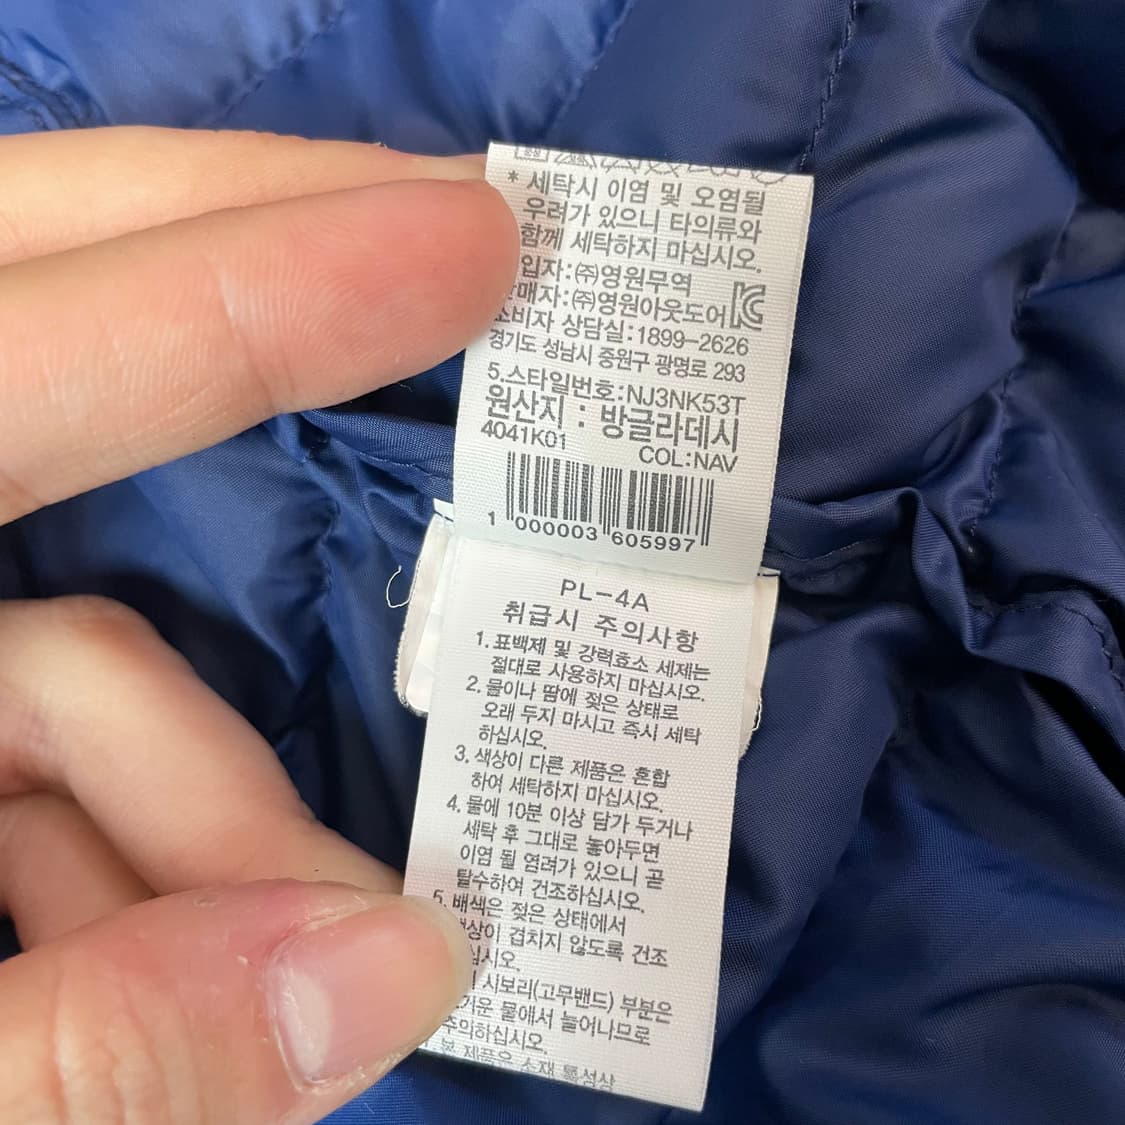 * 세탁시 이염 및 오염될
우려가 있으니 타의류와
함께 세탁하지 마십시오.
입자:㈜영원무역
매자:㈜영원아웃도어
소비자 상담실:1899-2626
경기도 성남시 중원구 광명로 293
5.스타일번호:NJ3NK53T
원산지 : 방글라데시
4041K01 COL:NAV
1 000003 605997
PL-4A
취급시 주의사항
1. 표백제 및 강력효소 세제는
절대로 사용하지 마십시오.
2. 물이나 땀에 젖은 상태로
오래 두지 마시고 즉시 세탁
하십시오.
3. 색상이 다른 제품은 혼합
하여 세탁하지 마십시오.
4. 물에 10분 이상 담가 두거나
세탁 후 그대로 놓아두면
이염 될 염려가 있으니 곧
탈수하여 건조하십시오.
5. 배색은 젖은 상태에서
색상이 겹치지 않도록 건조
십시오.
시보리(고무밴드) 부분은
거운 물에서 늘어나므로
주의하십시오.
본 제품은 소재 특성상